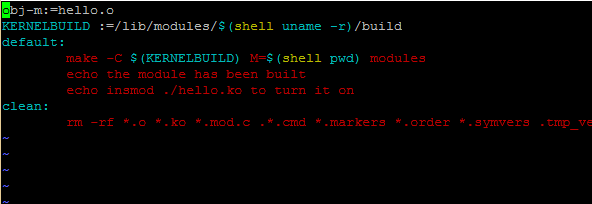 obj-m:=hello.o
KERNELBUILD :=/lib/modules/$(shell uname -r)/build
default:
        make -C $(KERNELBUILD) M=$(shell pwd) modules
        echo the module has been built
        echo insmod ./hello.ko to turn it on
clean:
        rm -rf *.o *.ko *.mod.c .*.cmd *.markers *.order *.symvers .tmp_ve
~
~
~
~
~